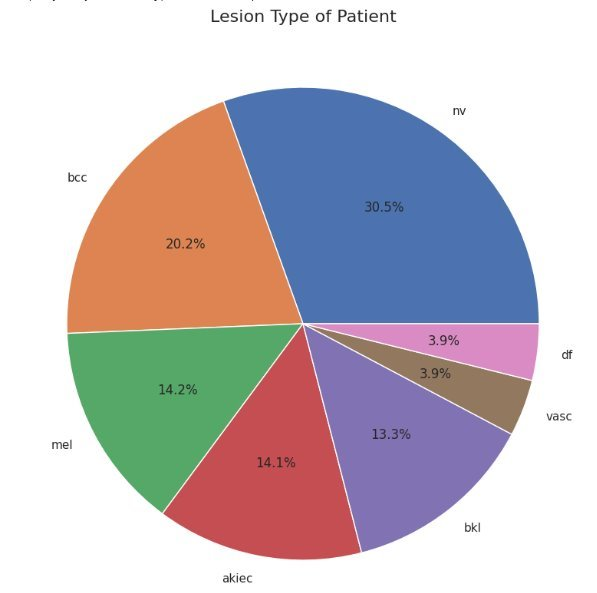 Lesion Type of Patient
nv
30.5%
bcc
20.2%
mel
14.2%
akiec
14.1%
bkl
13.3%
vasc
3.9%
df
3.9%